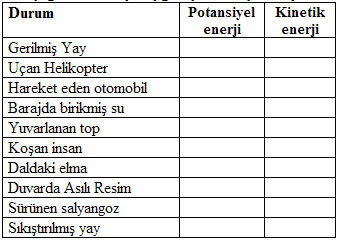 Durum Potansiyel enerji Kinetik enerji
Gerilmiş Yay
Uçan Helikopter
Hareket eden otomobil
Barajda birikmiş su
Yuvarlanan top
Koşan insan
Daldaki elma
Duvarda Asılı Resim
Sürünen salyangoz
Sıkıştırılmış yay